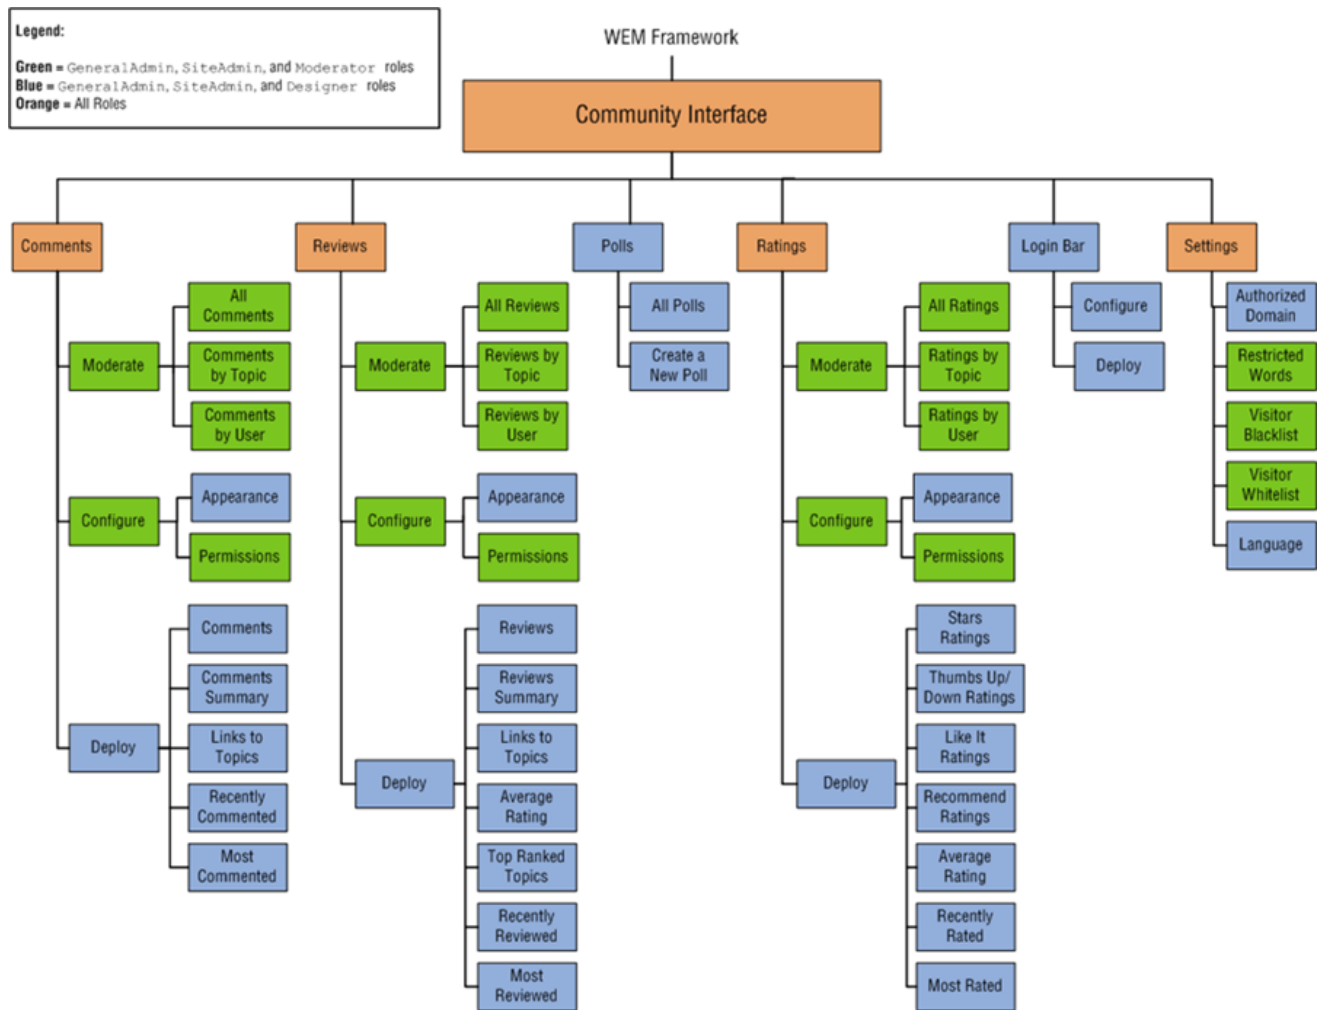 Legend:
Green = GeneralAdmin, SiteAdmin, and Moderator roles
Blue = GeneralAdmin, SiteAdmin, and Designer roles
Orange = All Roles
WEM Framework
Community Interface
Comments
Moderate
All
Comments
Comments
by Topic
Comments
by User
Configure
Appearance
Permissions
Deploy
Comments
Comments
Summary
Links to
Topics
Recently
Commented
Most
Commented
Reviews
Moderate
All Reviews
Reviews by
Topic
Reviews by
User
Configure
Appearance
Permissions
Deploy
Reviews
Reviews
Summary
Links to
Topics
Average
Rating
Top Ranked
Topics
Recently
Reviewed
Most
Reviewed
Polls
All Polls
Create a
New Poll
Ratings
Moderate
All Ratings
Ratings by
Topic
Ratings by
User
Configure
Appearance
Permissions
Deploy
Stars
Ratings
Thumbs Up/
Down Ratings
Like It
Ratings
Recommend
Ratings
Average
Rating
Recently
Rated
Most Rated
Login Bar
Configure
Deploy
Settings
Authorized
Domain
Restricted
Words
Visitor
Blacklist
Visitor
Whitelist
Language